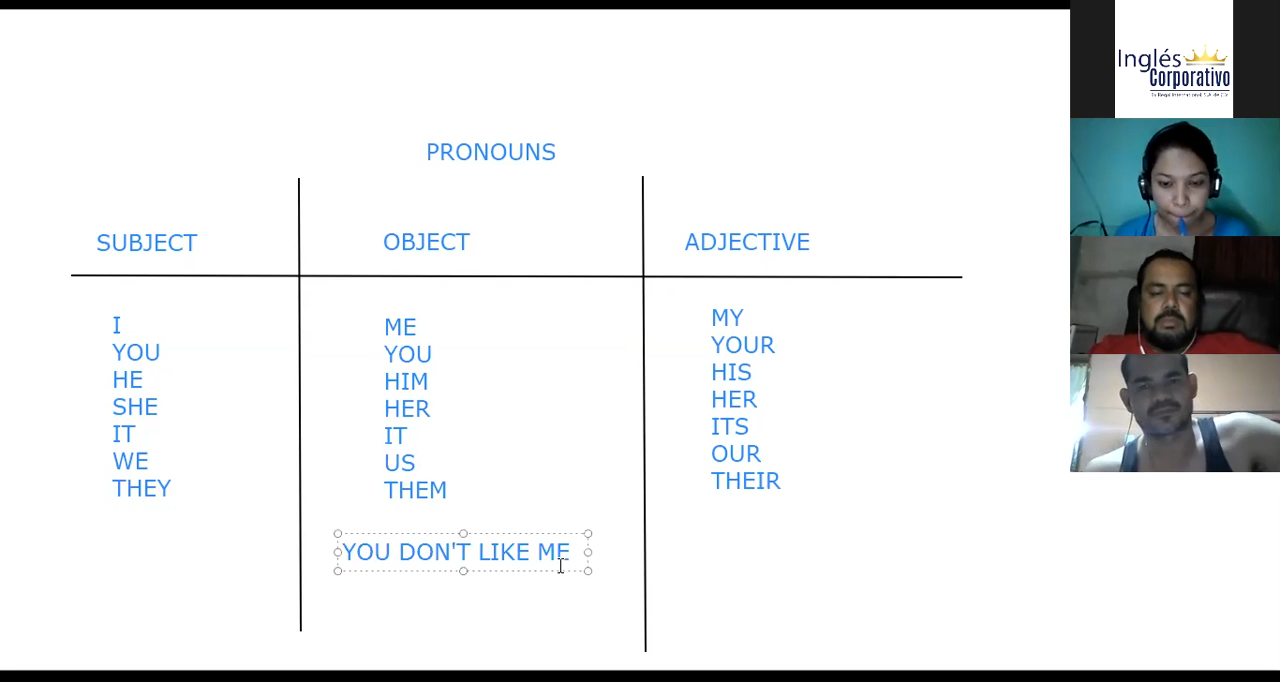 PRONOUNS
SUBJECT OBJECT ADJECTIVE
I ME MY
YOU YOU YOUR
HE HIM HIS
SHE HER HER
IT IT ITS
WE US OUR
THEY THEM THEIR
YOU DON'T LIKE ME
Inglés
Corporativo